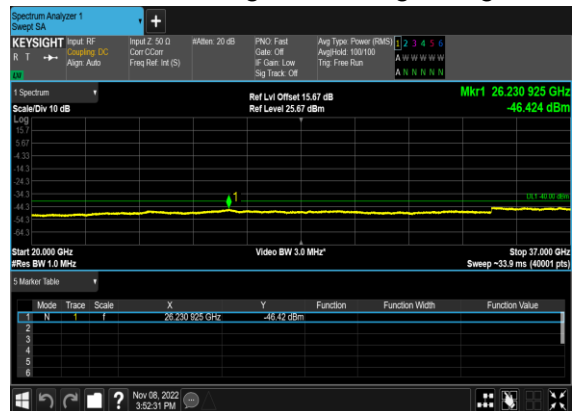 Spectrum Analyzer 1
Swept SA
+
KEYSIGHT Input: RF Input Z: 50 Ω #Atten: 20 dB PNO: Fast Avg Type: Power (RMS) 1 2 3 4 5 6
R T Coupling: DC Corr CCorr Gate: Off Avg|Hold: 100/100 A W W W W W
Align: Auto Freq Ref: Int (S) IF Gain: Low Trig: Free Run
Sig Track: Off A N N N N N
1 Spectrum Ref Lvl Offset 15.67 dB Mkr1 26.230 925 GHz
Scale/Div 10 dB Ref Level 25.67 dBm -46.424 dBm
Log
15.7
5.67
-4.33
-14.3
-24.3
-34.3
1
-44.3
-54.3
-64.3
Start 20.000 GHz Video BW 3.0 MHz* Stop 37.000 GHz
#Res BW 1.0 MHz Sweep ~33.9 ms (40001 pts)
5 Marker Table
Mode Trace Scale X Y Function Function Width Function Value
1 N 1 f 26.230 925 GHz -46.42 dBm
2
3
4
5
6
? Nov 08, 2022
3:52:31 PM